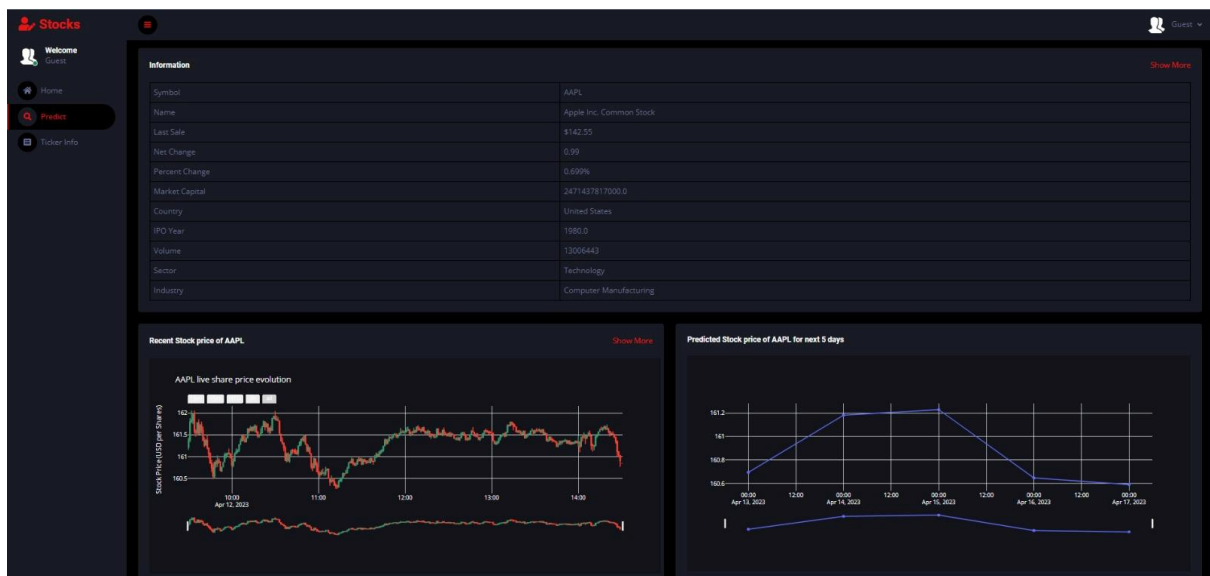 Stocks
Guest
Welcome
Guest
Home
Predict
Ticker Info
Information
Show More
Symbol AAPL
Name Apple Inc. Common Stock
Last Sale $142.55
Net Change 0.99
Percent Change 0.699%
Market Capital 2471437817000.0
Country United States
IPO Year 1980.0
Volume 13006443
Sector Technology
Industry Computer Manufacturing
Recent Stock price of AAPL
Show More
AAPL live share price evolution
Stock Price(USD per Shares)
162
161.5
161
160.5
10:00 11:00 12:00 13:00 14:00
Apr 12, 2023
Predicted Stock price of AAPL for next 5 days
161.2
161
160.8
160.6
00:00 12:00 00:00 12:00 00:00 12:00 00:00 12:00 00:00
Apr 13, 2023 Apr 14, 2023 Apr 15, 2023 Apr 16, 2023 Apr 17, 2023